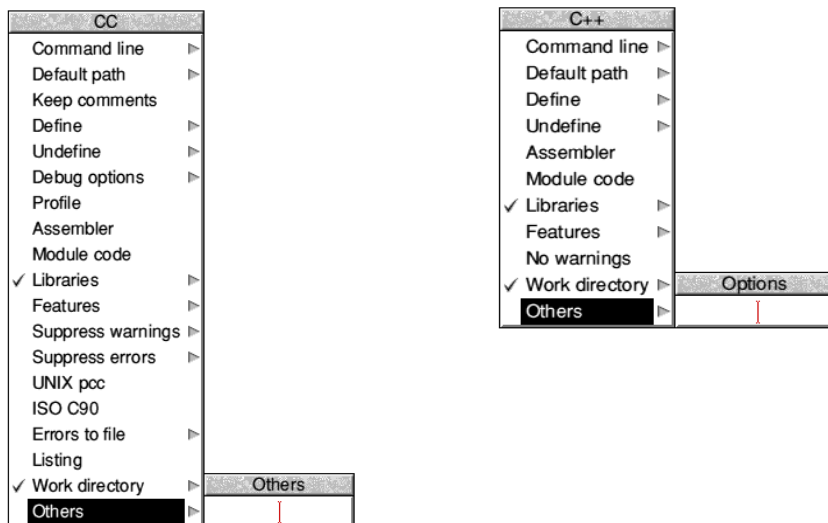 CC
Command line
Default path
Keep comments
Define
Undefine
Debug options
Profile
Assembler
Module code
Libraries
Features
Suppress warnings
Suppress errors
UNIX pcc
ISO C90
Errors to file
Listing
Work directory
Others
Others
C++
Command line
Default path
Define
Undefine
Assembler
Module code
Libraries
Features
No warnings
Work directory
Others
Options